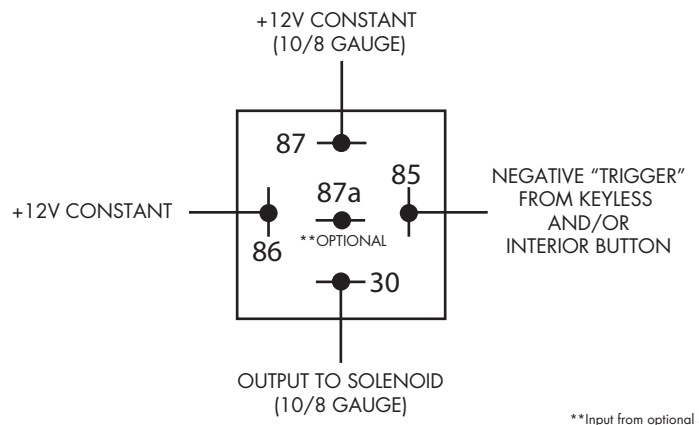 +12V CONSTANT
(10/8 GAUGE)
87
85
87a
**OPTIONAL
86
30
+12V CONSTANT
NEGATIVE “TRIGGER”
FROM KEYLESS
AND/OR
INTERIOR BUTTON
OUTPUT TO SOLENOID
(10/8 GAUGE)
**Input from optional